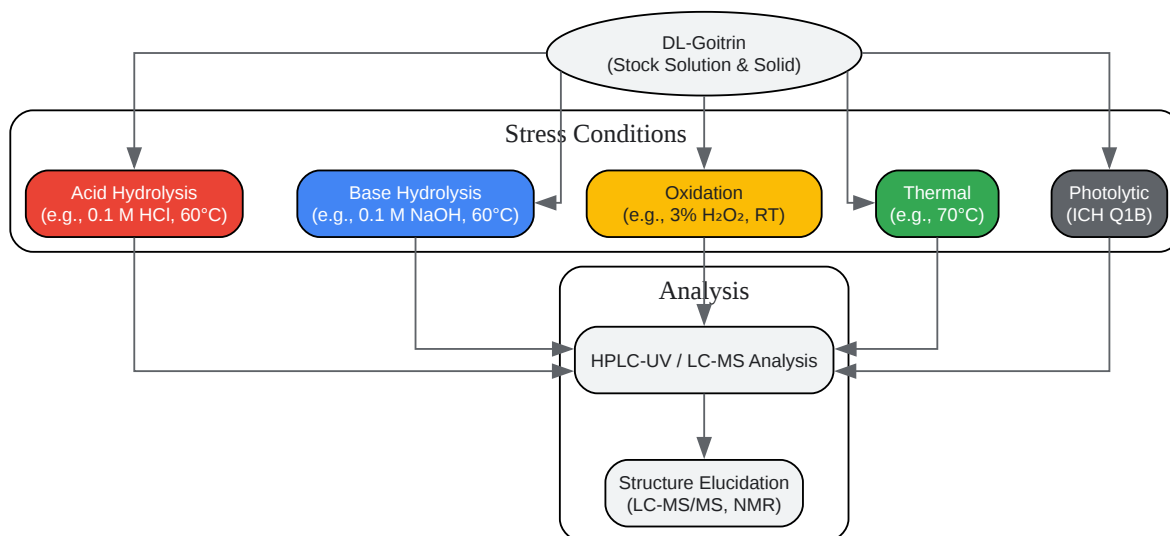 DL-Goitrin
(Stock Solution & Solid)
Stress Conditions
Acid Hydrolysis
(e.g., 0.1 M HCl, 60°C)
Base Hydrolysis
(e.g., 0.1 M NaOH, 60°C)
Oxidation
(e.g., 3% H₂O₂, RT)
Thermal
(e.g., 70°C)
Photolytic
(ICH Q1B)
Analysis
HPLC-UV / LC-MS Analysis
Structure Elucidation
(LC-MS/MS, NMR)